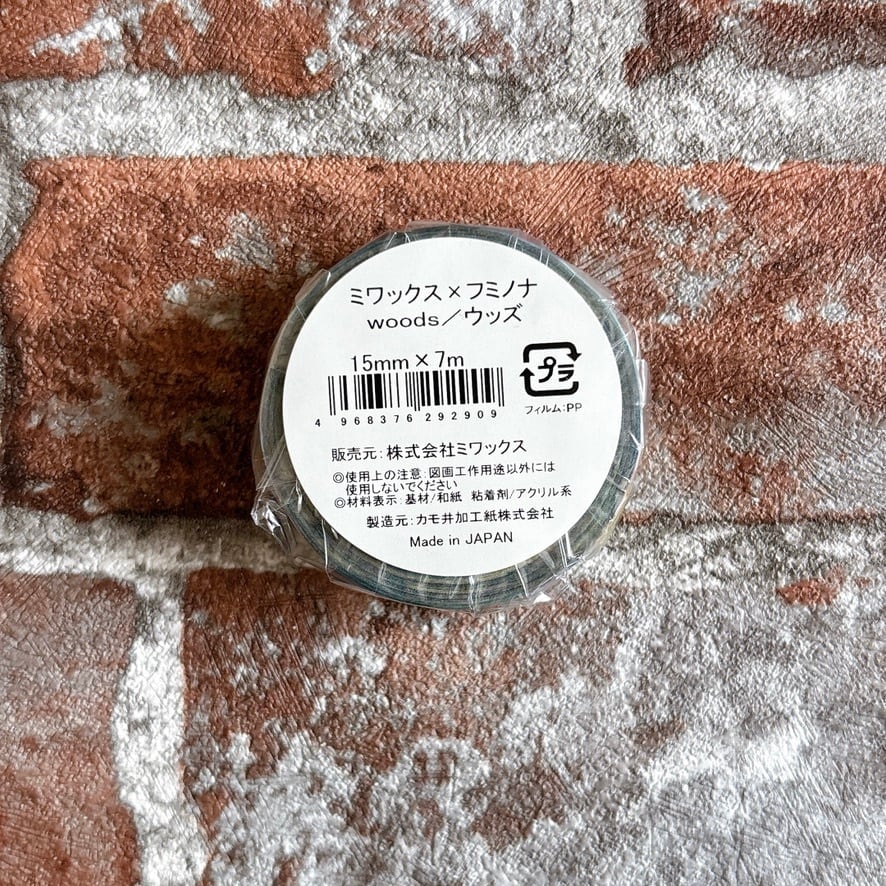 ミワックス×フミノナ
woods／ウッズ
15mm×7m
プラ
4 968376 292909
フィルム:PP
販売元:株式会社ミワックス
◎使用上の注意:図画工作用途以外には
使用しないでください
◎材料表示:基材/和紙 粘着剤/アクリル系
製造元:カモ井加工紙株式会社
Made in JAPAN